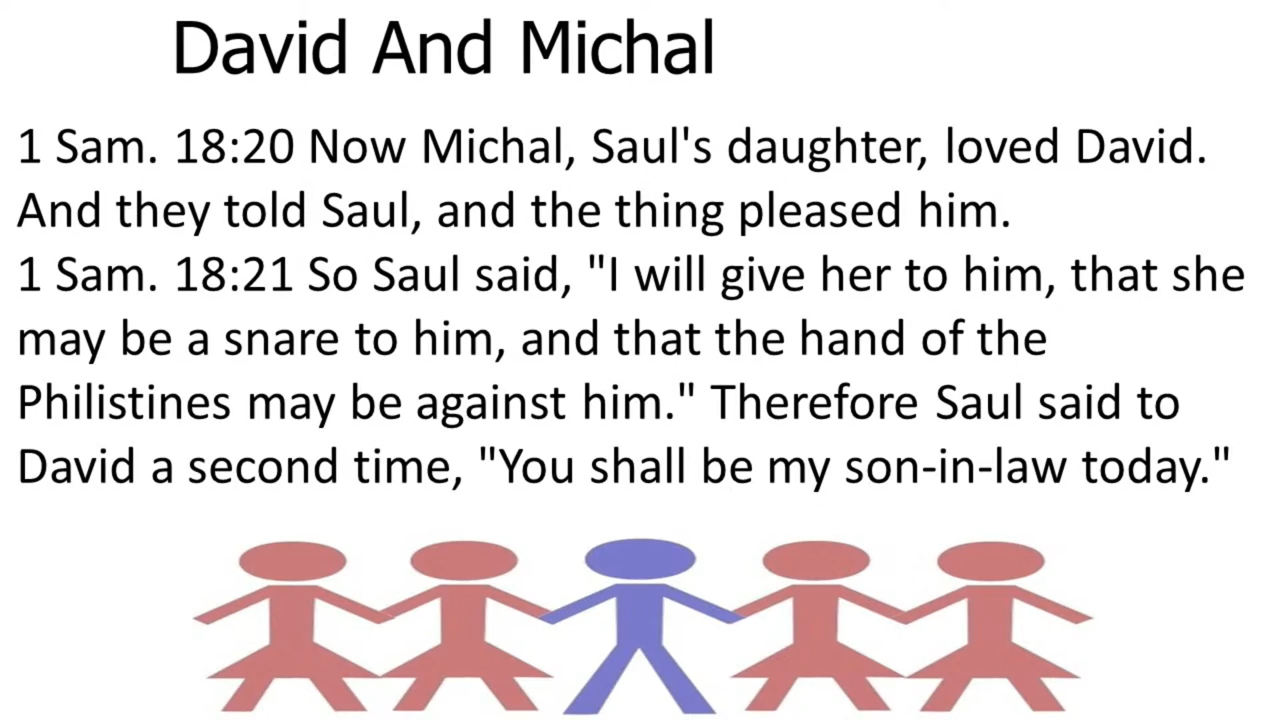 David And Michal
1 Sam. 18:20 Now Michal, Saul's daughter, loved David.
And they told Saul, and the thing pleased him.
1 Sam. 18:21 So Saul said, "I will give her to him, that she
may be a snare to him, and that the hand of the
Philistines may be against him." Therefore Saul said to
David a second time, "You shall be my son-in-law today."